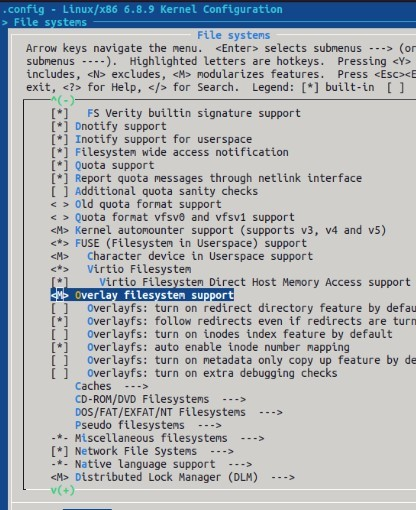 .config - Linux/x86 6.8.9 Kernel Configuration
> File systems
File systems
Arrow keys navigate the menu.  <Enter> selects submenus ---> (or
submenus ----).  Highlighted letters are hotkeys.  Pressing <Y>
includes, <N> excludes, <M> modularizes features.  Press <Esc><E
exit, <?> for Help, </> for Search.  Legend: [*] built-in  [ ]
^(-)
[*]   FS Verity builtin signature support
[*] Dnotify support
[*] Inotify support for userspace
[*] Filesystem wide access notification
[*] Quota support
[*] Report quota messages through netlink interface
[ ] Additional quota sanity checks
< > Old quota format support
< > Quota format vfsv0 and vfsv1 support
<M> Kernel automounter support (supports v3, v4 and v5)
<*> FUSE (Filesystem in Userspace) support
<M>   Character device in Userspace support
<*>   Virtio Filesystem
[*]     Virtio Filesystem Direct Host Memory Access support
<M> Overlay filesystem support
[ ]   Overlayfs: turn on redirect directory feature by defau
[*]   Overlayfs: follow redirects even if redirects are turn
[ ]   Overlayfs: turn on inodes index feature by default
[*]   Overlayfs: auto enable inode number mapping
[ ]   Overlayfs: turn on metadata only copy up feature by de
[ ]   Overlayfs: turn on extra debugging checks
Caches  --->
CD-ROM/DVD Filesystems  --->
DOS/FAT/EXFAT/NT Filesystems  --->
Pseudo filesystems  --->
-*- Miscellaneous filesystems  --->
[*] Network File Systems  --->
-*- Native language support  --->
<M> Distributed Lock Manager (DLM)  --->
v(+)